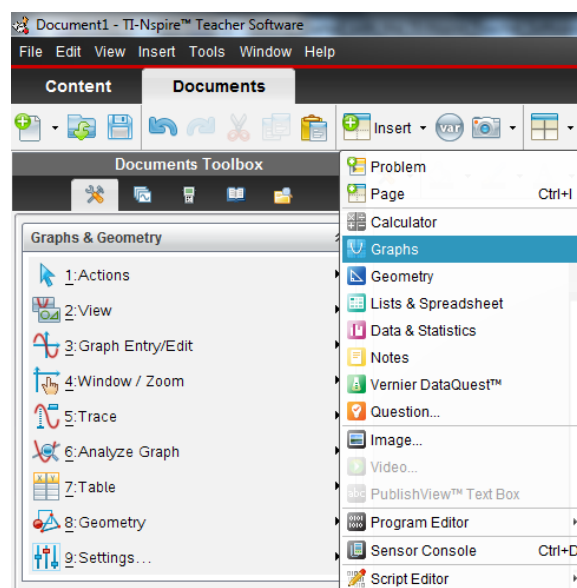 Document1 - TI-Nspire™ Teacher Software
File Edit View Insert Tools Window Help
Content Documents
Insert var
Documents Toolbox
Graphs & Geometry
1:Actions
2:View
3:Graph Entry/Edit
4:Window / Zoom
5:Trace
6:Analyze Graph
7:Table
8:Geometry
9:Settings...
Problem
Page Ctrl+I
Calculator
Graphs
Geometry
Lists & Spreadsheet
Data & Statistics
Notes
Vernier DataQuest™
Question...
Image...
Video...
abc PublishView™ Text Box
Program Editor
Sensor Console Ctrl+D
Script Editor